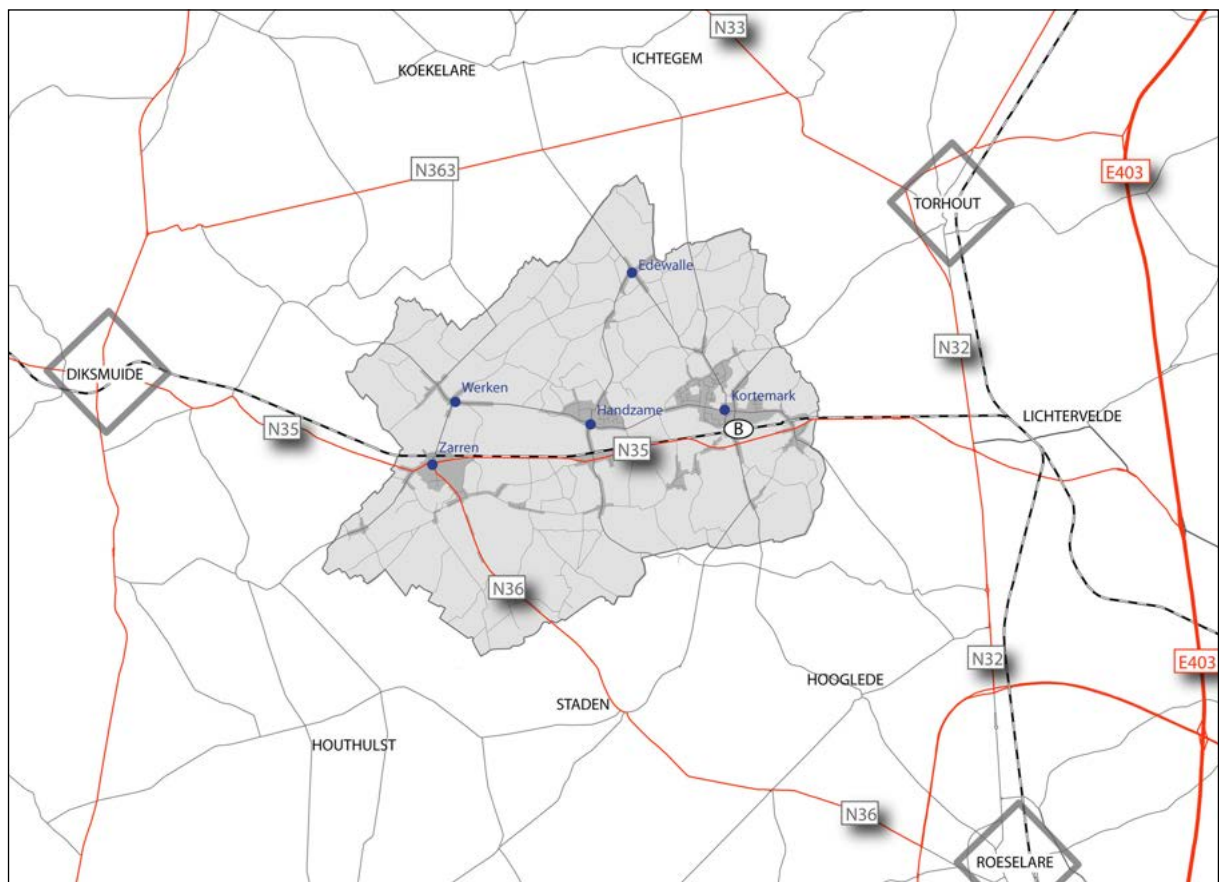 N33
ICHTEGEM
KOEKELARE
N363
E403
TORHOUT
Edewalle
N32
DIKSMUIDE
Werken
Kortemark
Handzame
LICHTERVELDE
N35
B
N35
Zarren
N36
N32
E403
HOOGLEDE
STADEN
HOUTHULST
N36
ROESELARE